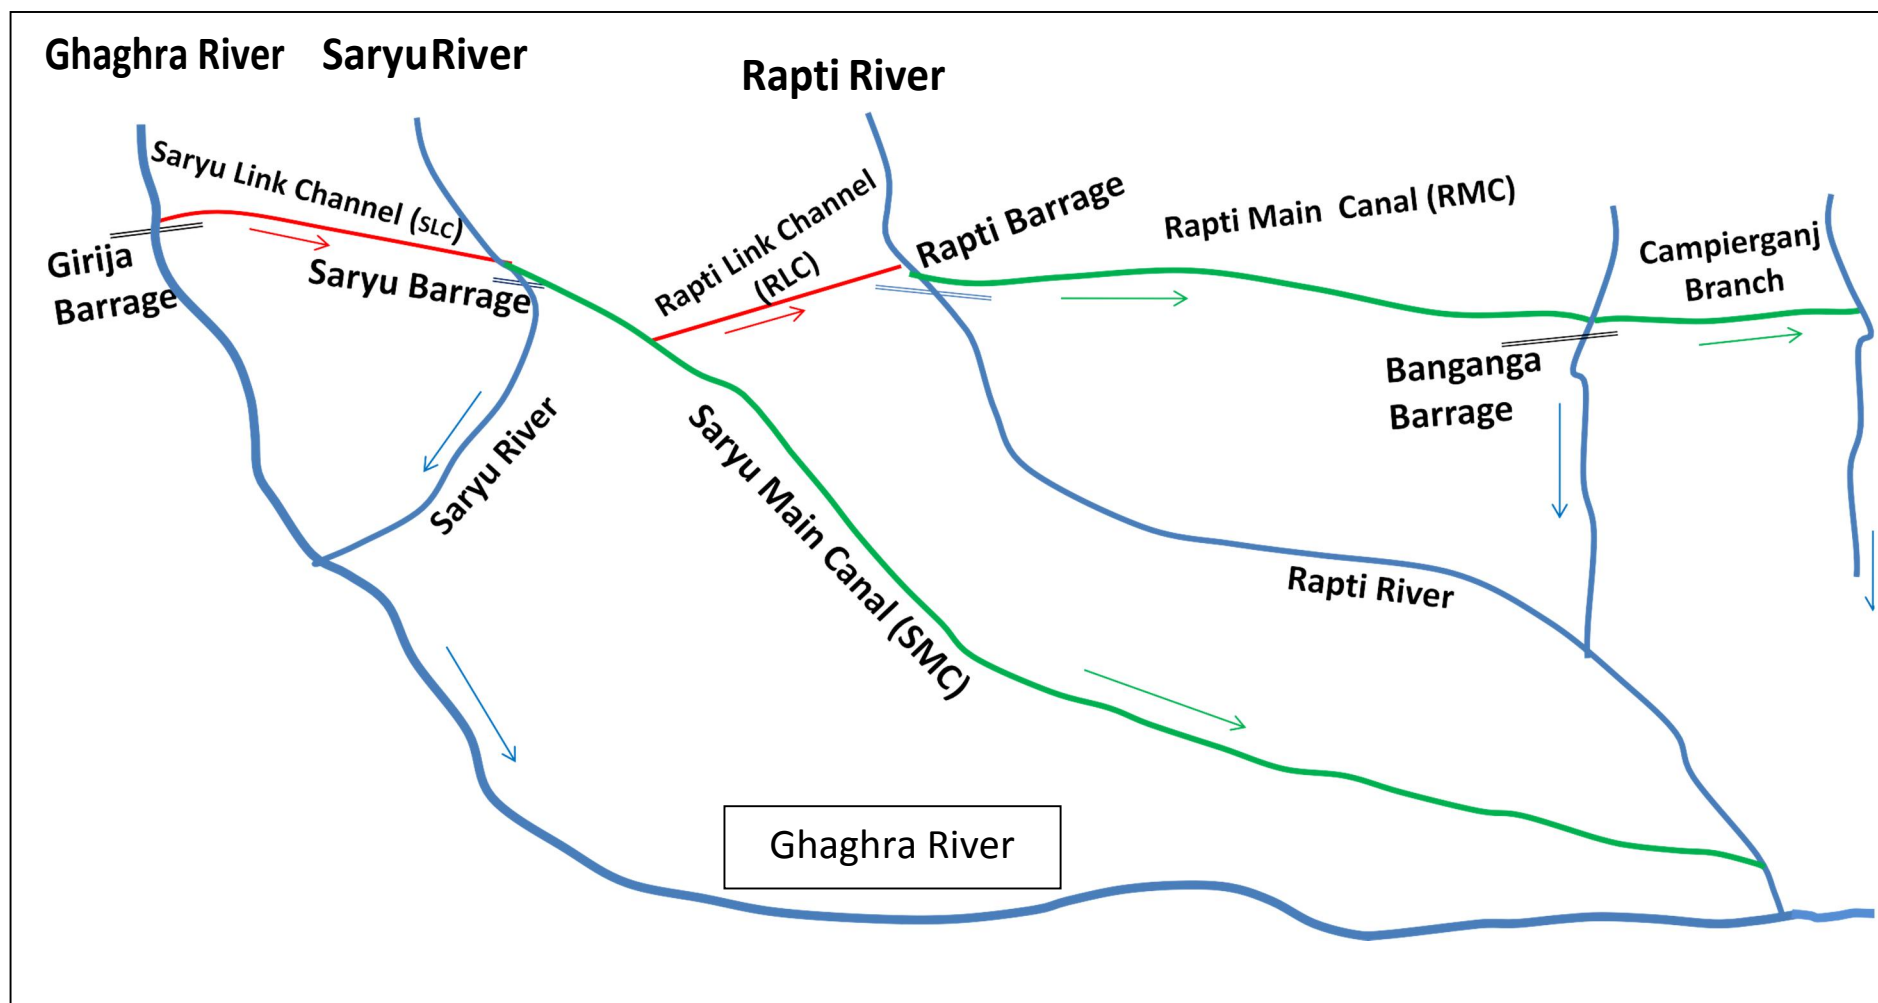 Ghaghra River
Saryu River
Rapti River
Saryu Link Channel (SLC)
Girija
Barrage
Saryu Barrage
Saryu River
Rapti Link Channel
(RLC)
Rapti Barrage
Rapti Main Canal (RMC)
Campierganj
Branch
Banganga
Barrage
Saryu Main Canal (SMC)
Rapti River
Ghaghra River